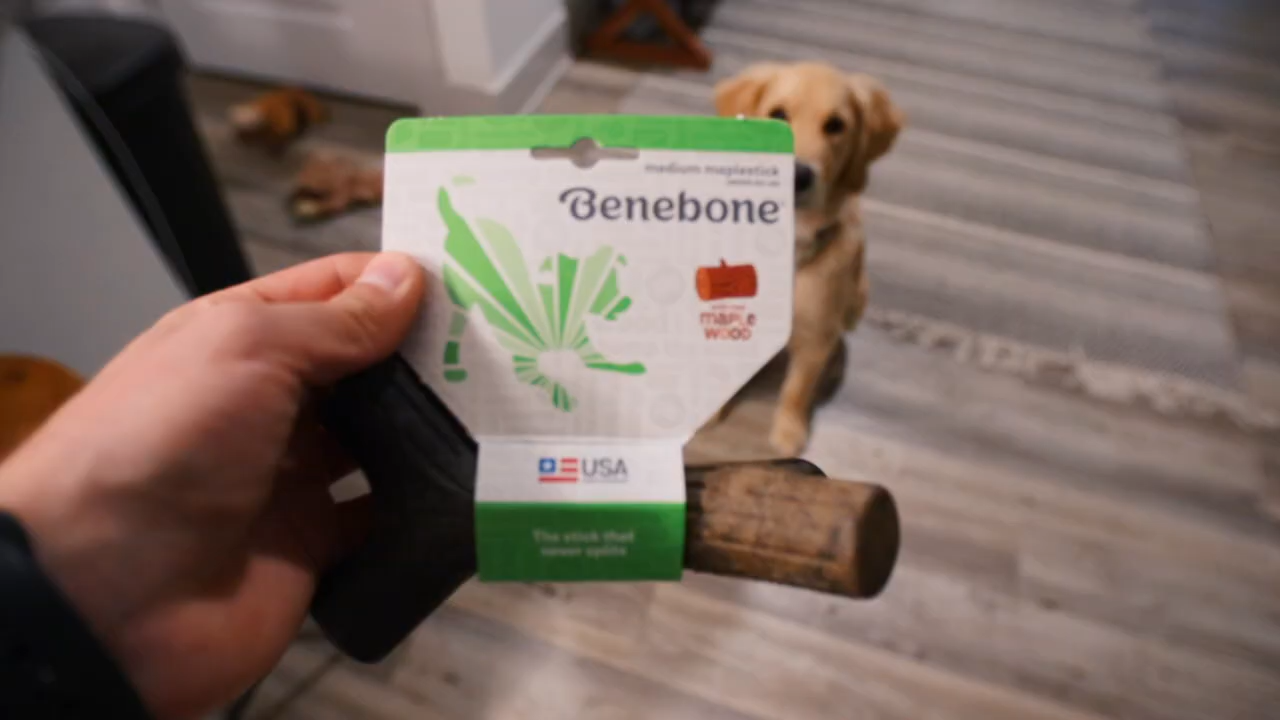 medium maplestick
Benebone
maple
wood
USA
The stick that
never splits